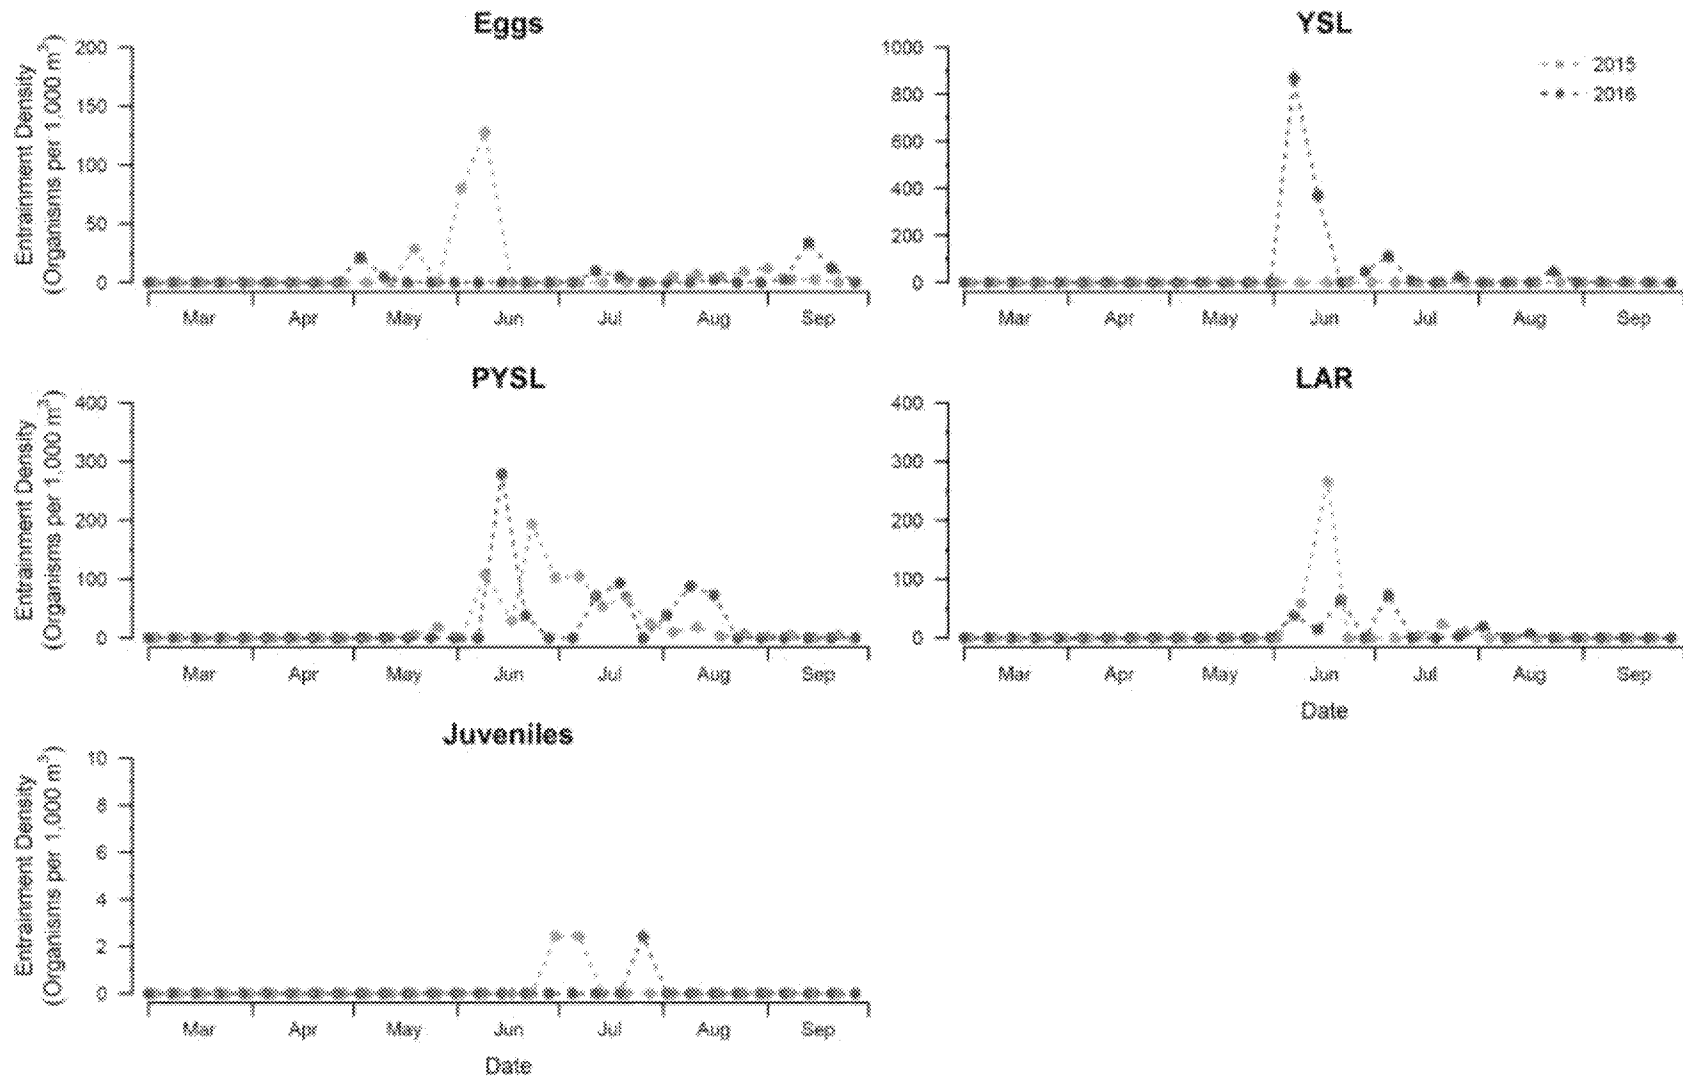 Eggs
Entrainment Density
(Organisms per 1,000 m³)
200
150
100
50
0
Mar Apr May Jun Jul Aug Sep
YSL
1000
800
600
400
200
0
2015
2016
Mar Apr May Jun Jul Aug Sep
PYSL
Entrainment Density
(Organisms per 1,000 m³)
400
300
200
100
0
Mar Apr May Jun Jul Aug Sep
LAR
400
300
200
100
0
Mar Apr May Jun Jul Aug Sep
Date
Juveniles
Entrainment Density
(Organisms per 1,000 m³)
10
8
6
4
2
0
Mar Apr May Jun Jul Aug Sep
Date